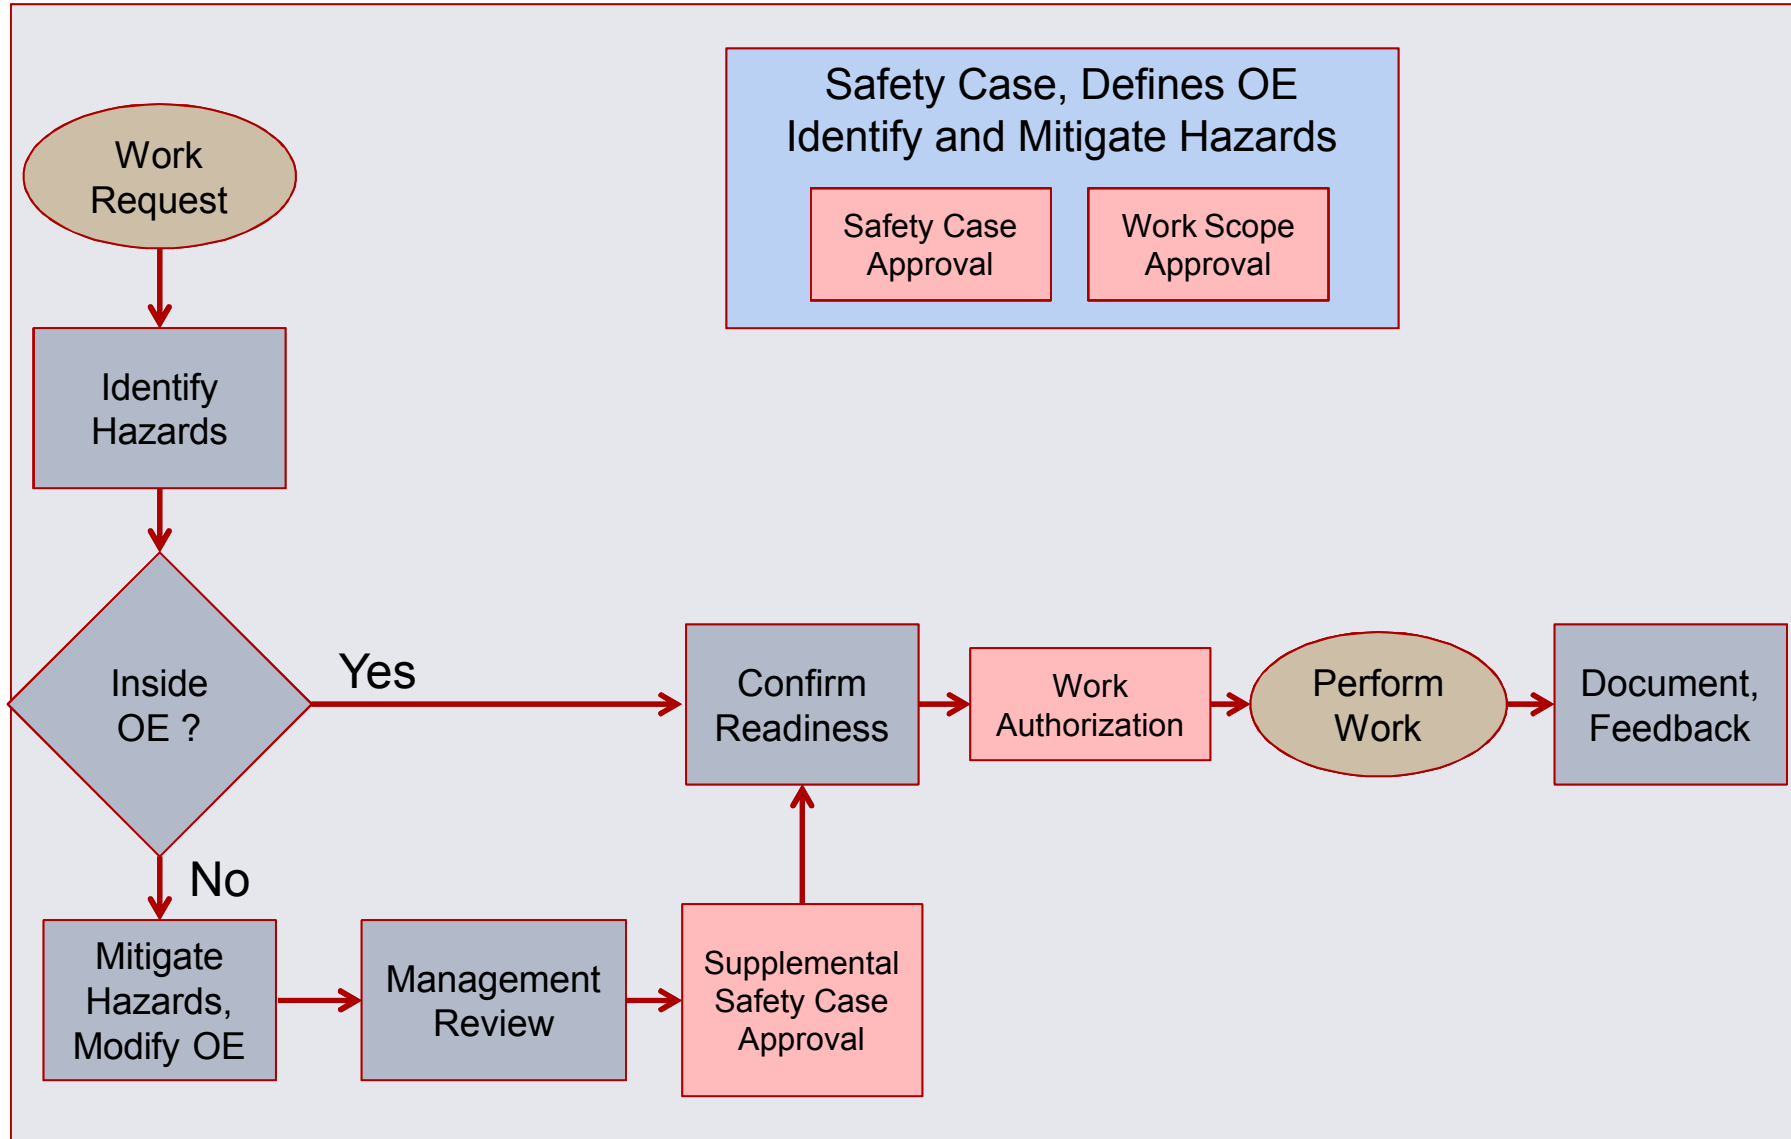 Safety Case, Defines OE
Identify and Mitigate Hazards
Safety Case
Approval
Work Scope
Approval
Work
Request
Identify
Hazards
Inside
OE ?
Yes
No
Confirm
Readiness
Work
Authorization
Perform
Work
Document,
Feedback
Mitigate
Hazards,
Modify OE
Management
Review
Supplemental
Safety Case
Approval